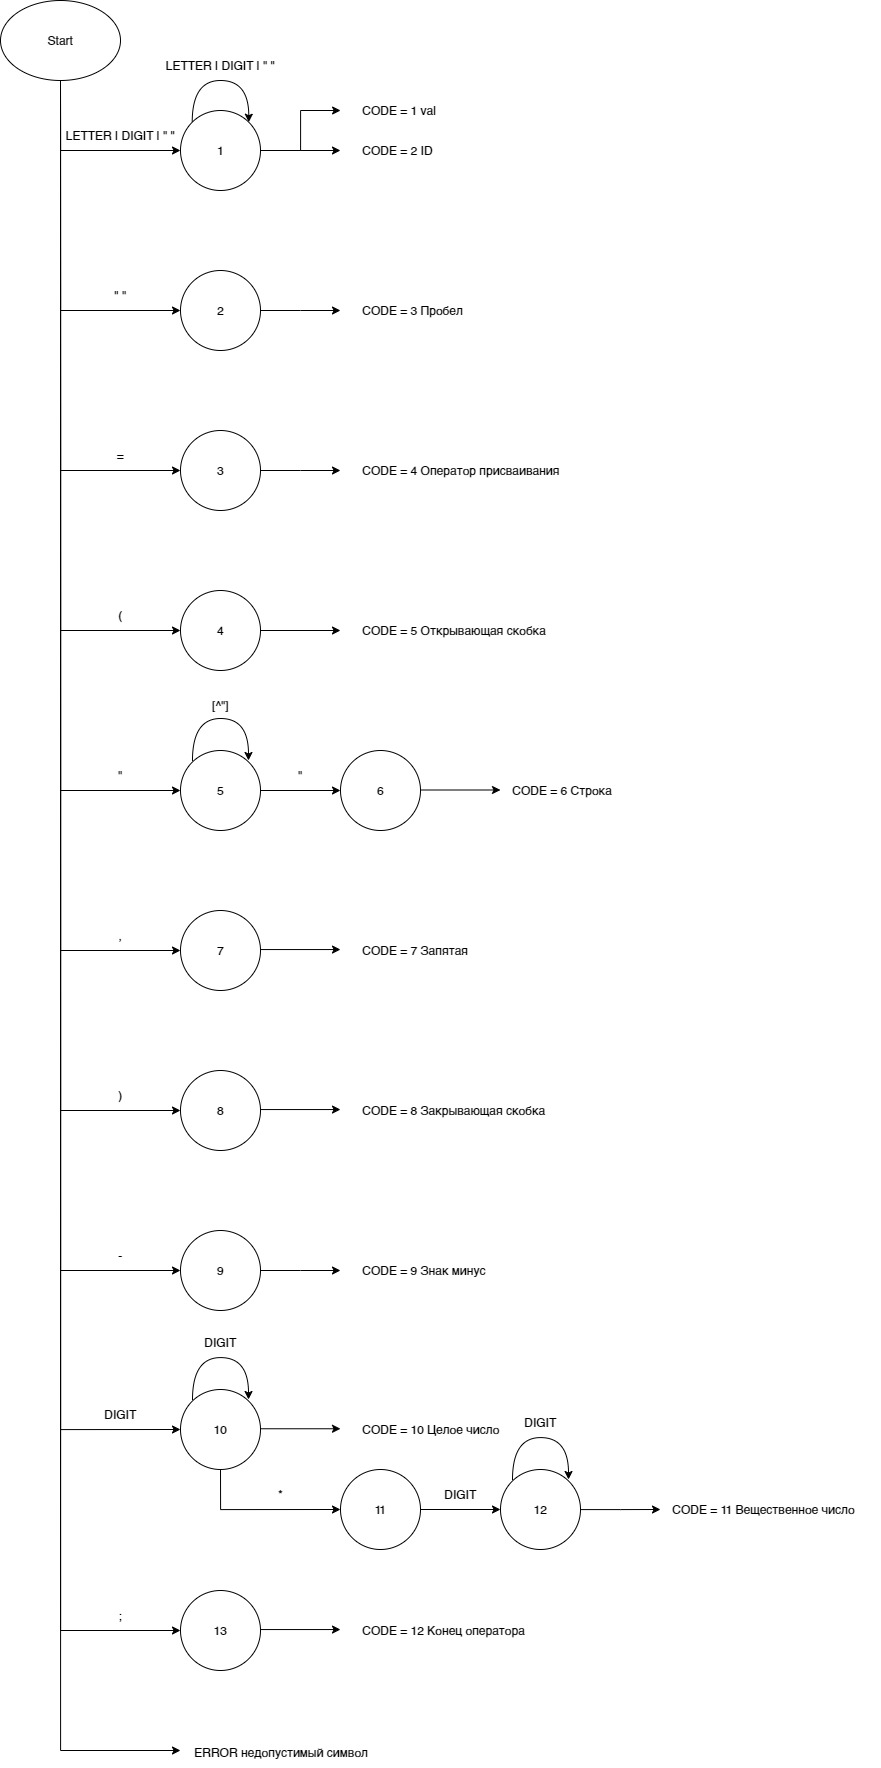 Start
LETTER | DIGIT | " "
LETTER | DIGIT | " "
1
CODE = 1 val
CODE = 2 ID
" "
2
CODE = 3 Пробел
=
3
CODE = 4 Оператор присваивания
(
4
CODE = 5 Открывающая скобка
[^"]
"
5
"
6
CODE = 6 Строка
,
7
CODE = 7 Запятая
)
8
CODE = 8 Закрывающая скобка
-
9
CODE = 9 Знак минус
DIGIT
DIGIT
10
CODE = 10 Целое число
DIGIT
*
11
DIGIT
12
CODE = 11 Вещественное число
;
13
CODE = 12 Конец оператора
ERROR недопустимый символ